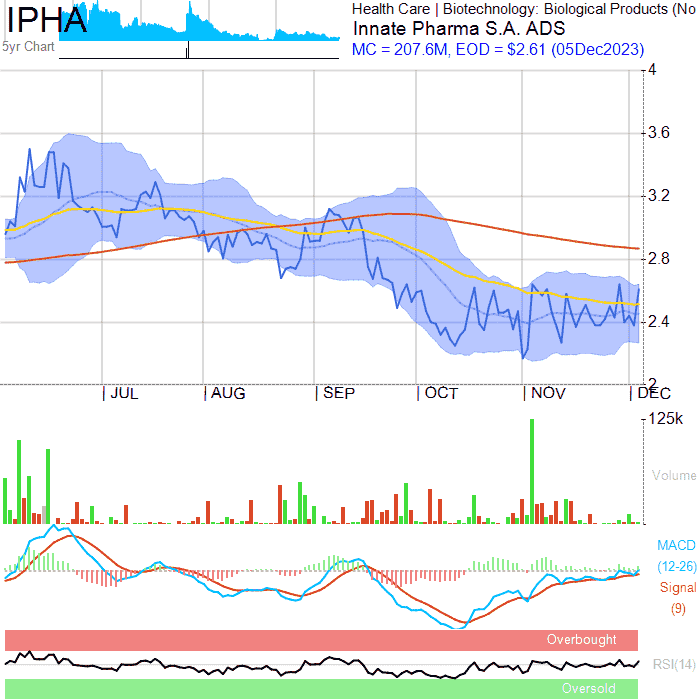 IPHA
5yr Chart
Health Care | Biotechnology: Biological Products (No
Innate Pharma S.A. ADS
MC = 207.6M, EOD = $2.61 (05Dec2023)
4
3.6
3.2
2.8
2.4
2
JUL
AUG
SEP
OCT
NOV
DEC
125k
Volume
MACD
(12-26)
Signal
(9)
Overbought
RSI(14)
Oversold